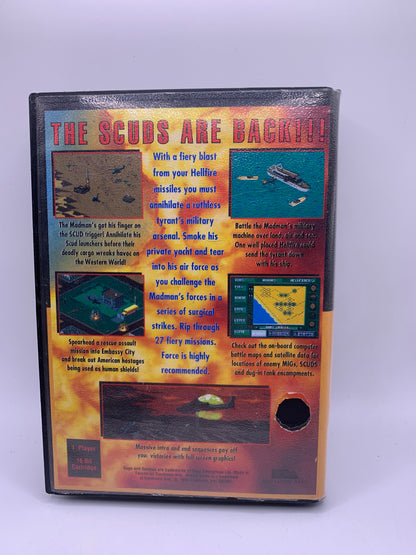 THE SCUDS ARE BACK!!!
With a fiery blast
from your Hellfire
missiles you must
annihilate a ruthless
tyrant's military
arsenal. Smoke his
private yacht and tear
into his air force as
you challenge the
Madman's forces in a
series of surgical
strikes. Rip through
27 fiery missions.
Force is highly
recommended.
The Madman's got his finger on
the SCUD trigger! Annihilate his
Scud launchers before their
deadly cargo wreaks havoc on
the Western World!
Battle the Madman's military
machine over land, air and sea.
One well placed Hellfire could
send the tyrant down
with his ship.
Spearhead a rescue assault
mission into Embassy City
and break out American hostages
being used as human shields!
Check out the on-board computer
battle maps and satellite data for
locations of enemy MIGs, SCUDS
and dug-in tank encampments.
Massive intro and end sequences pay off
your victories with full screen graphics!
1 Player
16-Bit
Cartridge